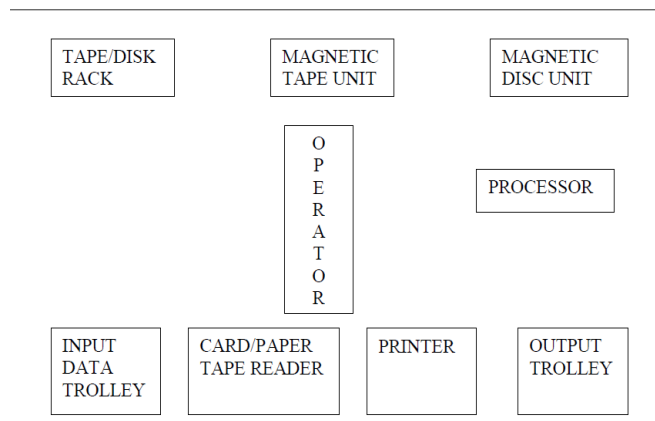 TAPE/DISK
RACK
MAGNETIC
TAPE UNIT
MAGNETIC
DISC UNIT
O
P
E
R
A
T
O
R
PROCESSOR
INPUT
DATA
TROLLEY
CARD/PAPER
TAPE READER
PRINTER
OUTPUT
TROLLEY